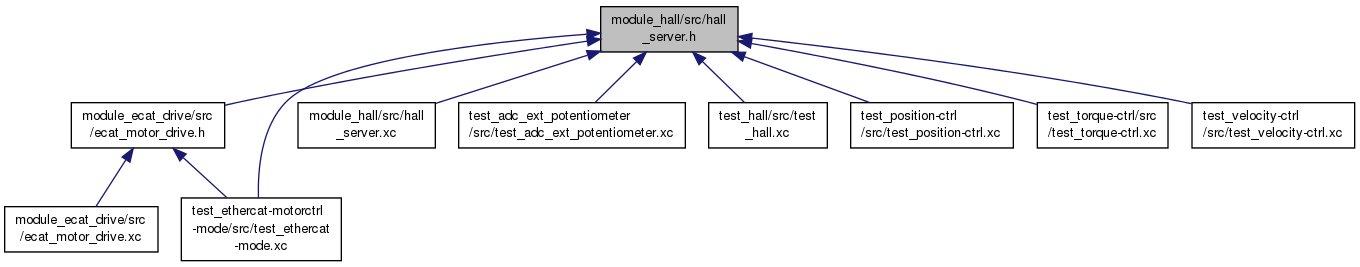 module_hall/src/hall
_server.h
module_ecat_drive/src
/ecat_motor_drive.h
module_hall/src/hall
_server.xc
test_adc_ext_potentiometer
/src/test_adc_ext_potentiometer.xc
test_hall/src/test
_hall.xc
test_position-ctrl
/src/test_position-ctrl.xc
test_torque-ctrl/src
/test_torque-ctrl.xc
test_velocity-ctrl
/src/test_velocity-ctrl.xc
module_ecat_drive/src
/ecat_motor_drive.xc
test_ethercat-motorctrl
-mode/src/test_ethercat
-mode.xc